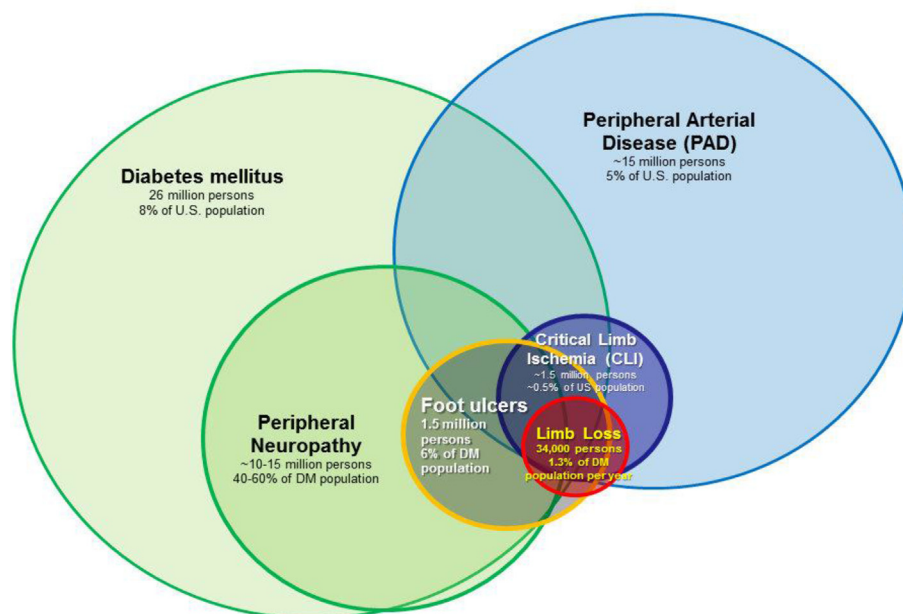 Peripheral Arterial
Disease (PAD)
~15 million persons
5% of U.S. population
Diabetes mellitus
26 million persons
8% of U.S. population
Critical Limb
Ischemia (CLI)
~1.5 million persons
~0.5% of US population
Foot ulcers
1.5 million
persons
6% of DM
population
Limb Loss
34,000 persons
1.3% of DM
population per year
Peripheral
Neuropathy
~10-15 million persons
40-60% of DM population